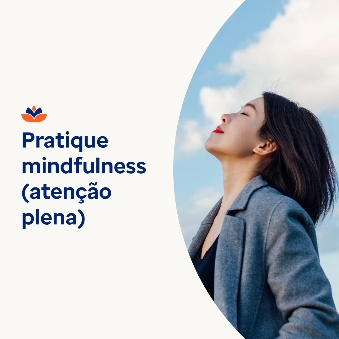 Pratique
mindfulness
(atenção
plena)